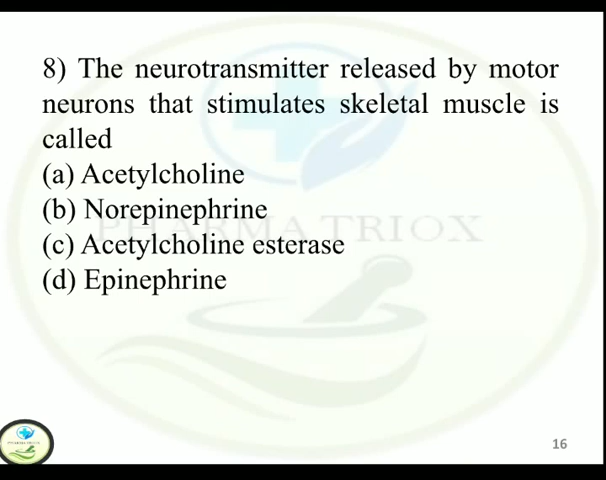 8) The neurotransmitter released by motor
neurons that stimulates skeletal muscle is
called
(a) Acetylcholine
(b) Norepinephrine
PHARMA TRIOX
(c) Acetylcholine esterase
(d) Epinephrine
16